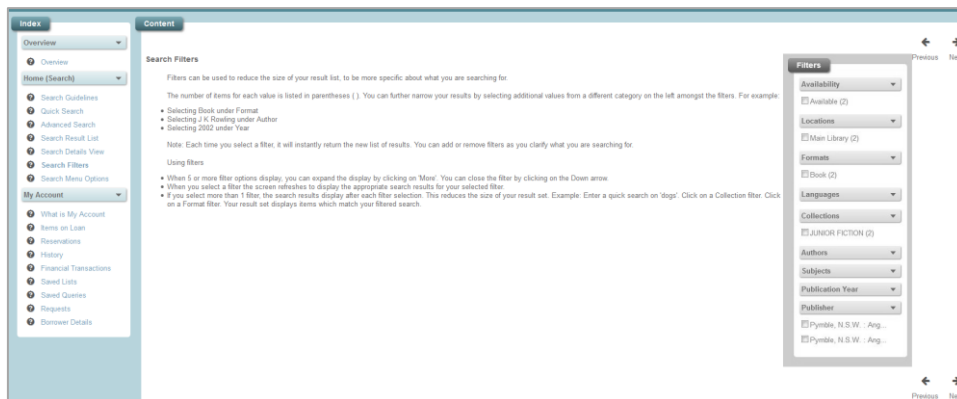 Index
Overview
Overview
Home (Search)
Search Guidelines
Quick Search
Advanced Search
Search Result List
Search Details View
Search Filters
Search Menu Options
My Account
What is My Account
Items on Loan
Reservations
History
Financial Transactions
Saved Lists
Saved Queries
Requests
Borrower Details
Content
Previous
Search Filters
Filters can be used to reduce the size of your result list, to be more specific about what you are searching for.
The number of items for each value is listed in parentheses ( ). You can further narrow your results by selecting additional values from a different category on the left amongst the filters. For example:
Selecting Book under Format
Selecting J K Rowling under Author
Selecting 2002 under Year
Note: Each time you select a filter, it will instantly return the new list of results. You can add or remove filters as you clarify what you are searching for.
Using filters
When 5 or more filter options display, you can expand the display by clicking on 'More'. You can close the filter by clicking on the Down arrow.
When you select a filter the screen refreshes to display the appropriate search results for your selected filter.
If you select more than 1 filter, the search results display after each filter selection. This reduces the size of your result set. Example: Enter a quick search on 'dogs'. Click on a Collection filter. Click
on a Format filter. Your result set displays items which match your filtered search.
Filters
Availability
Available (2)
Locations
Main Library (2)
Formats
Book (2)
Languages
Collections
JUNIOR FICTION (2)
Authors
Subjects
Publication Year
Publisher
Pymble, N.S.W. : Ang...
Pymble, N.S.W. : Ang...
Previous